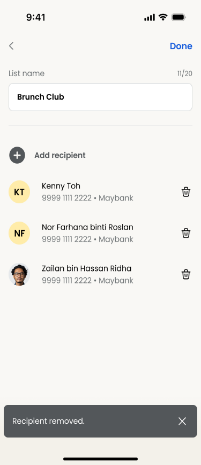 9:41
Done
List name
11/20
Brunch Club
Add recipient
KT
Kenny Toh
9999 1111 2222 • Maybank
NF
Nor Farhana binti Roslan
9999 1111 2222 • Maybank
Zailan bin Hassan Ridha
9999 1111 2222 • Maybank
Recipient removed.